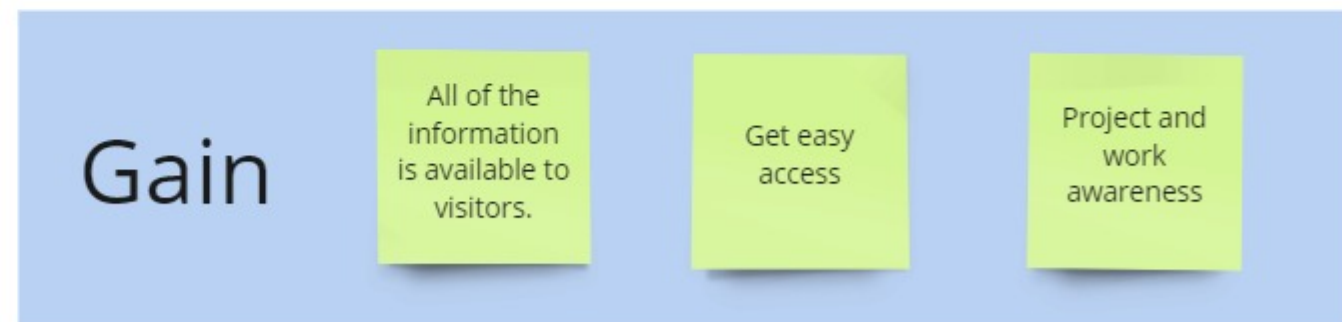 Gain
All of the
information
is available to
visitors.
Get easy
access
Project and
work
awareness